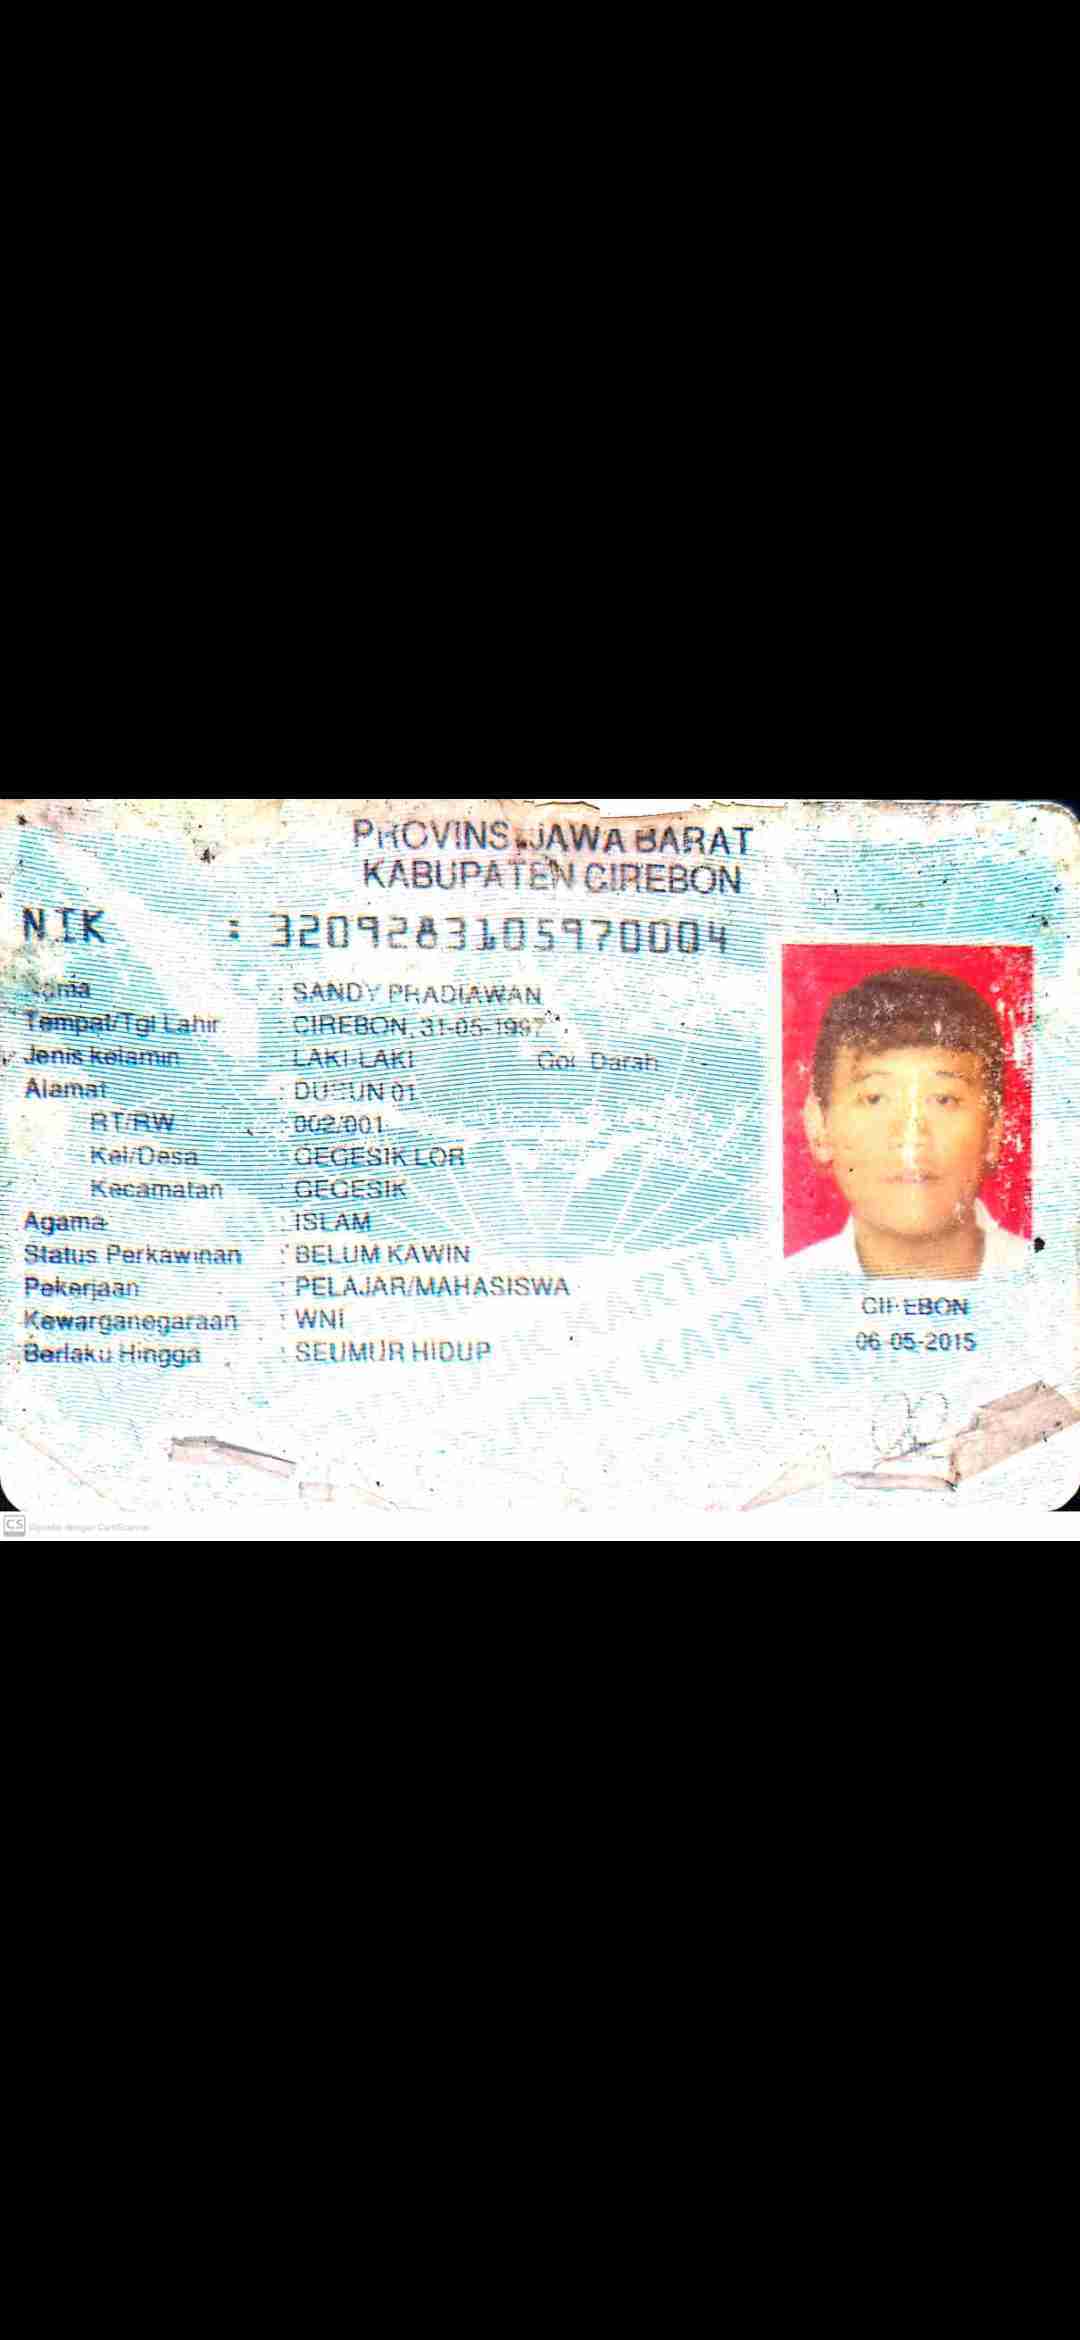 PROVINSI JAWA BARAT
KABUPATEN CIREBON
NIK : 3209283105970004
Nama : SANDY PRADIAWAN
Tempat/Tgl Lahir : CIREBON, 31-05-1997
Jenis kelamin : LAKI-LAKI Gol. Darah : -
Alamat : DUSUN 01
RT/RW : 002/001
Kel/Desa : GEGESIK LOR
Kecamatan : GEGESIK
Agama : ISLAM
Status Perkawinan : BELUM KAWIN
Pekerjaan : PELAJAR/MAHASISWA
Kewarganegaraan : WNI
Berlaku Hingga : SEUMUR HIDUP
CIREBON
06-05-2015
CS Dipindai dengan CamScanner